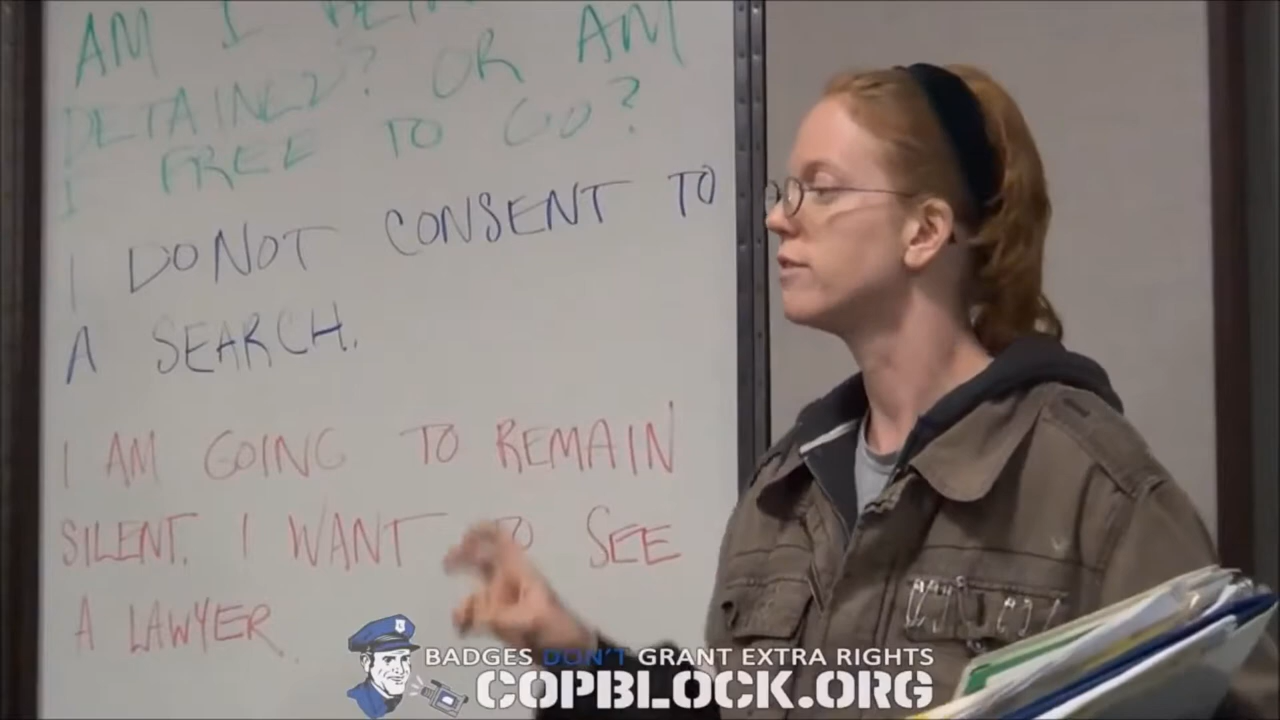 AM I BEING
DETAINED? OR AM
I FREE TO GO?
I DO NOT CONSENT TO
A SEARCH.
I AM GOING TO REMAIN
SILENT. I WANT TO SEE
A LAWYER.
BADGES DON'T GRANT EXTRA RIGHTS
COPBLOCK.ORG